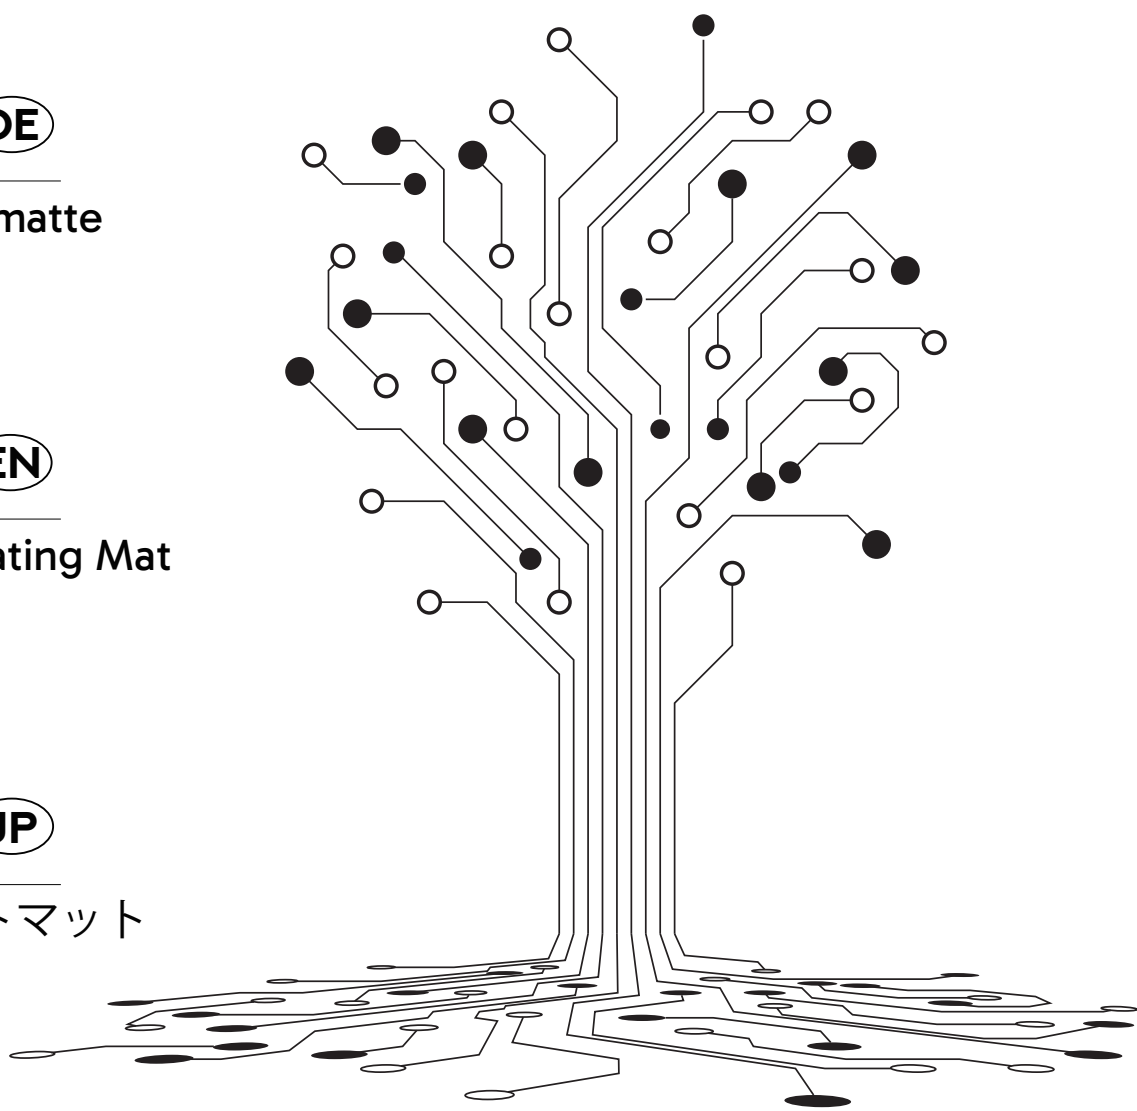 DE
matte
EN
ating Mat
JP
トマット